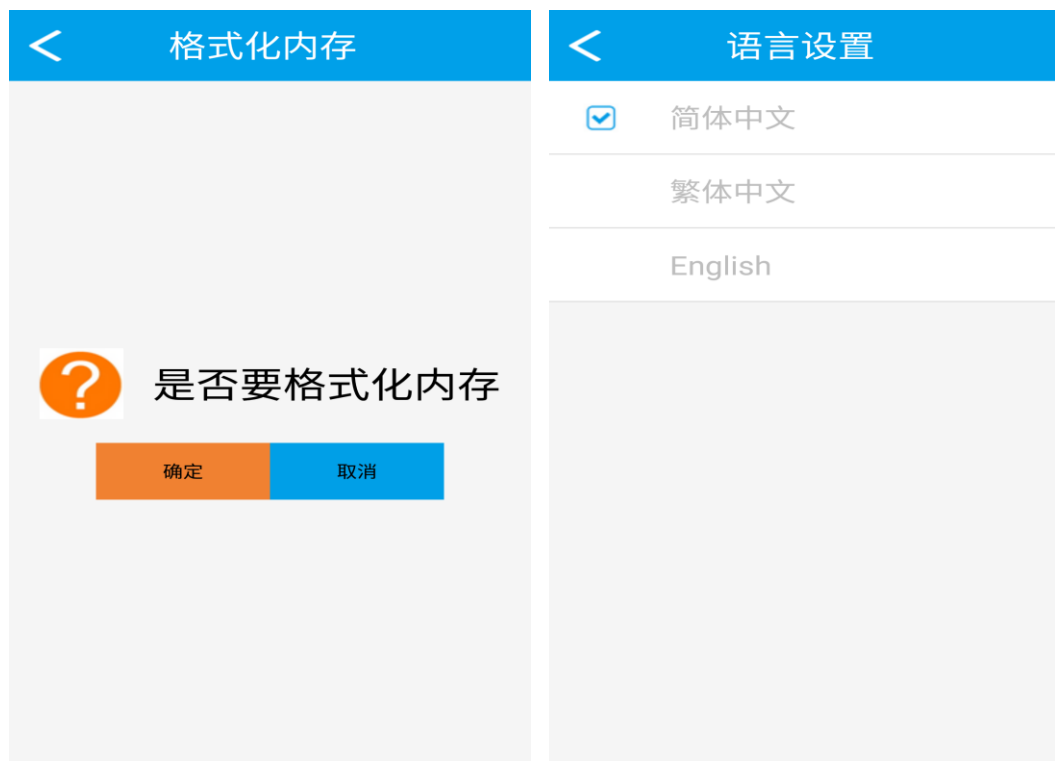 格式化内存
是否要格式化内存
确定
取消
语言设置
简体中文
繁体中文
English